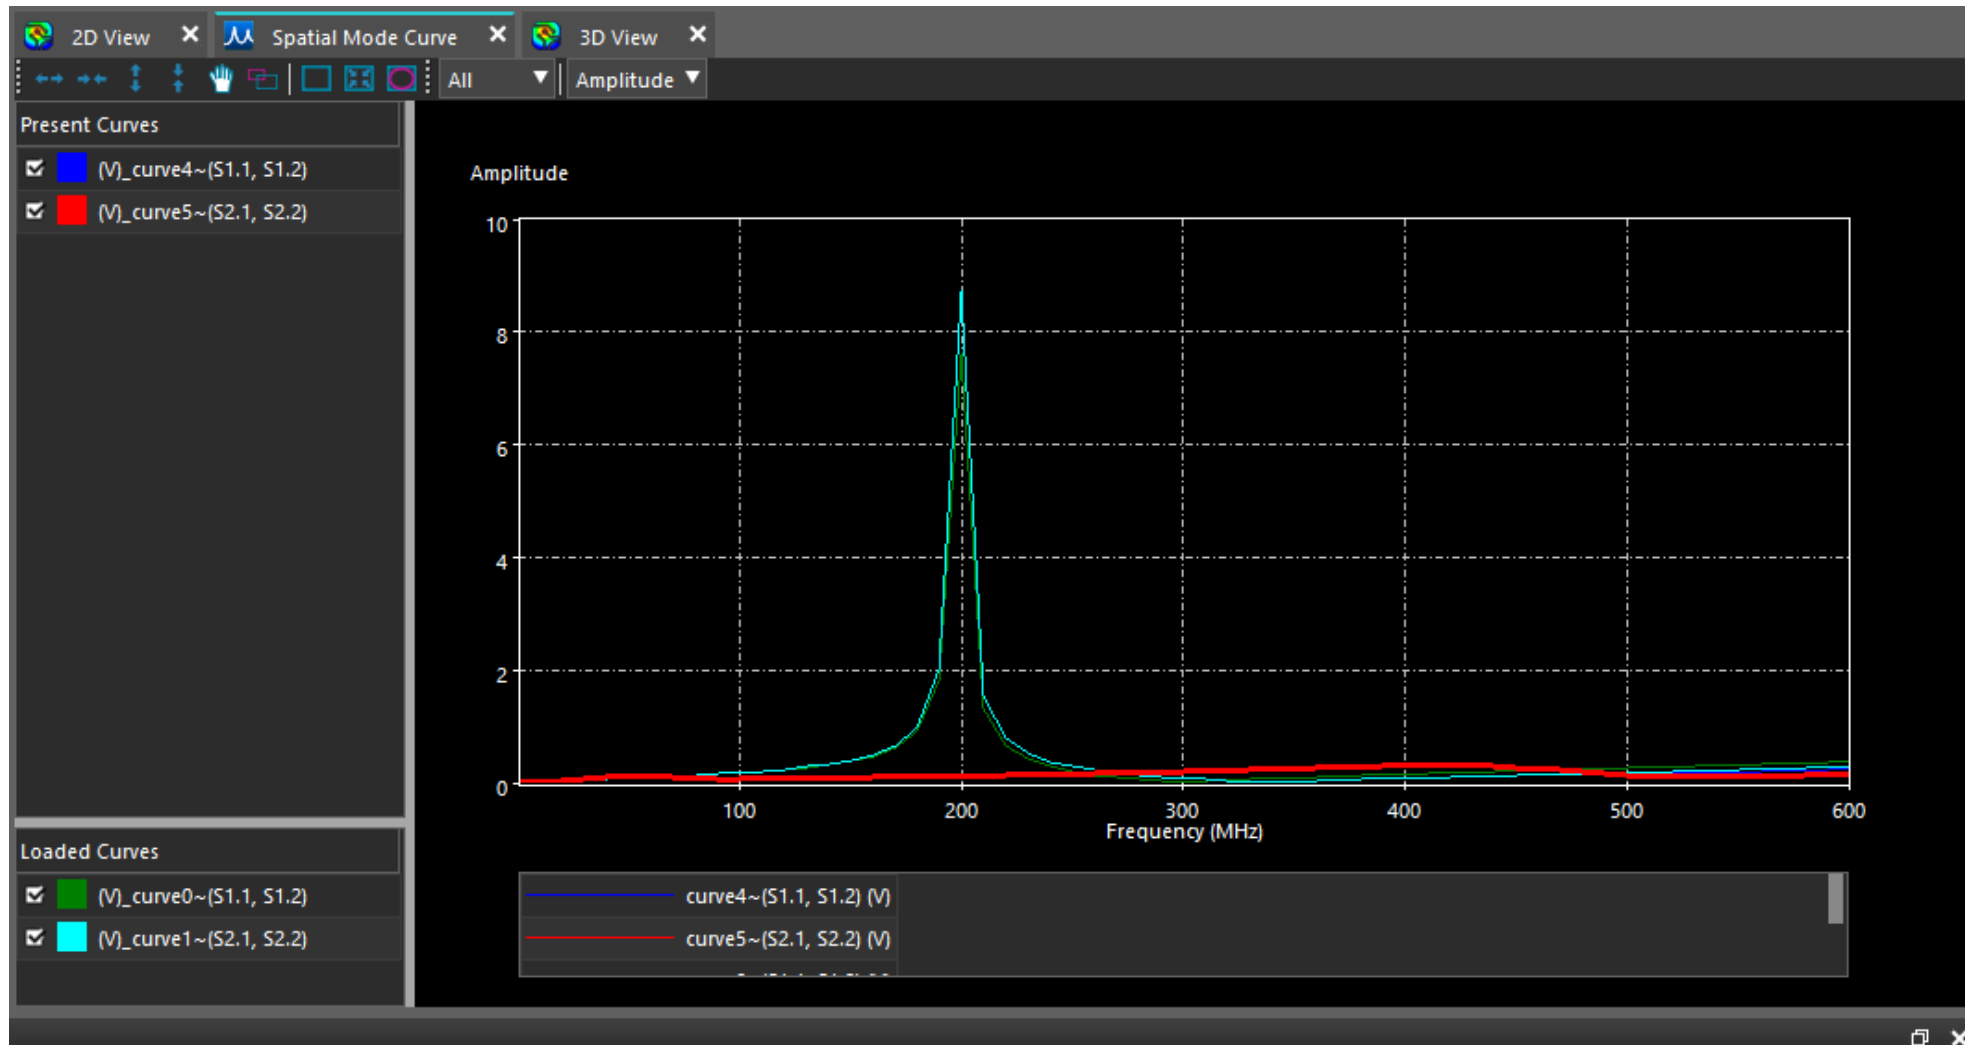 2D View
Spatial Mode Curve
3D View
All
Amplitude
Present Curves
(V)_curve4~(S1.1, S1.2)
(V)_curve5~(S2.1, S2.2)
Amplitude
10
8
6
4
2
0
100
200
300
400
500
600
Frequency (MHz)
Loaded Curves
(V)_curve0~(S1.1, S1.2)
(V)_curve1~(S2.1, S2.2)
curve4~(S1.1, S1.2) (V)
curve5~(S2.1, S2.2) (V)